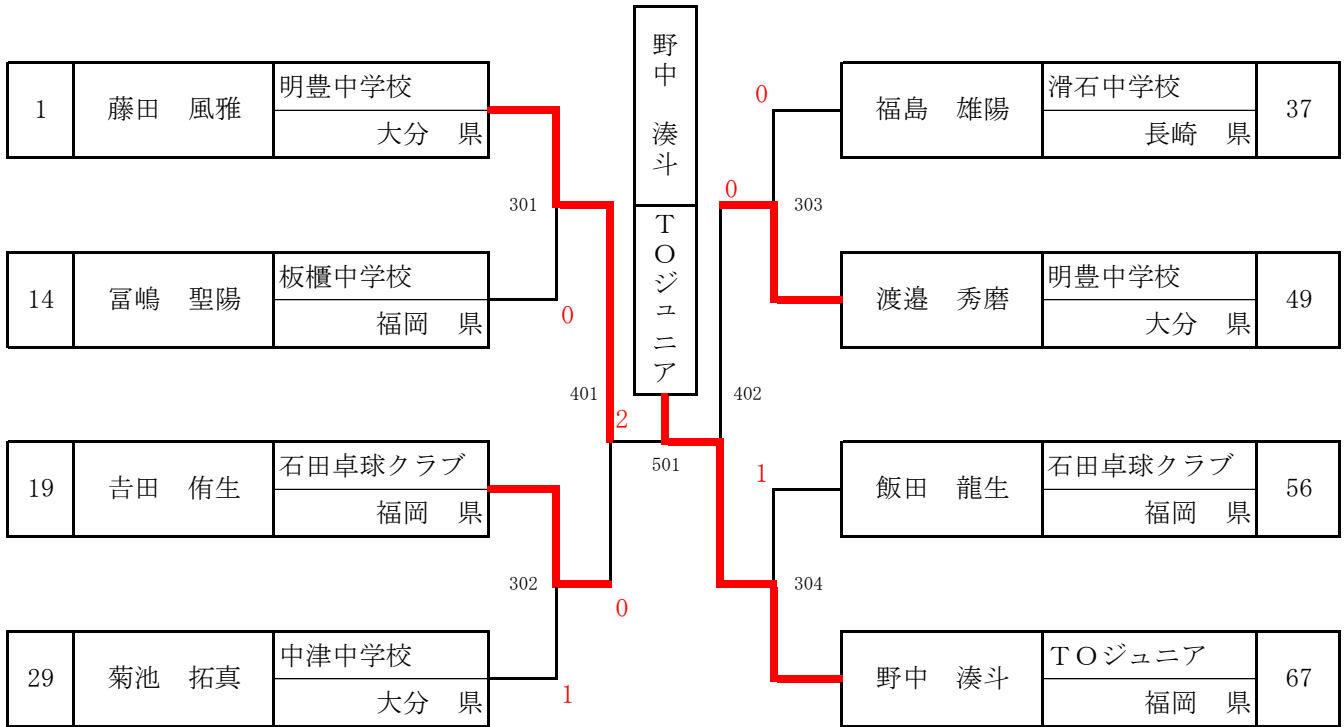 野中 湊斗
TOジュニア
1
藤田 風雅
明豊中学校
大分 県
14
冨嶋 聖陽
板櫃中学校
福岡 県
19
𠮷田 侑生
石田卓球クラブ
福岡 県
29
菊池 拓真
中津中学校
大分 県
301
0
401
2
302
0
1
501
0
0
303
402
1
304
福島 雄陽
滑石中学校
長崎 県
37
渡邉 秀磨
明豊中学校
大分 県
49
飯田 龍生
石田卓球クラブ
福岡 県
56
野中 湊斗
TOジュニア
福岡 県
67